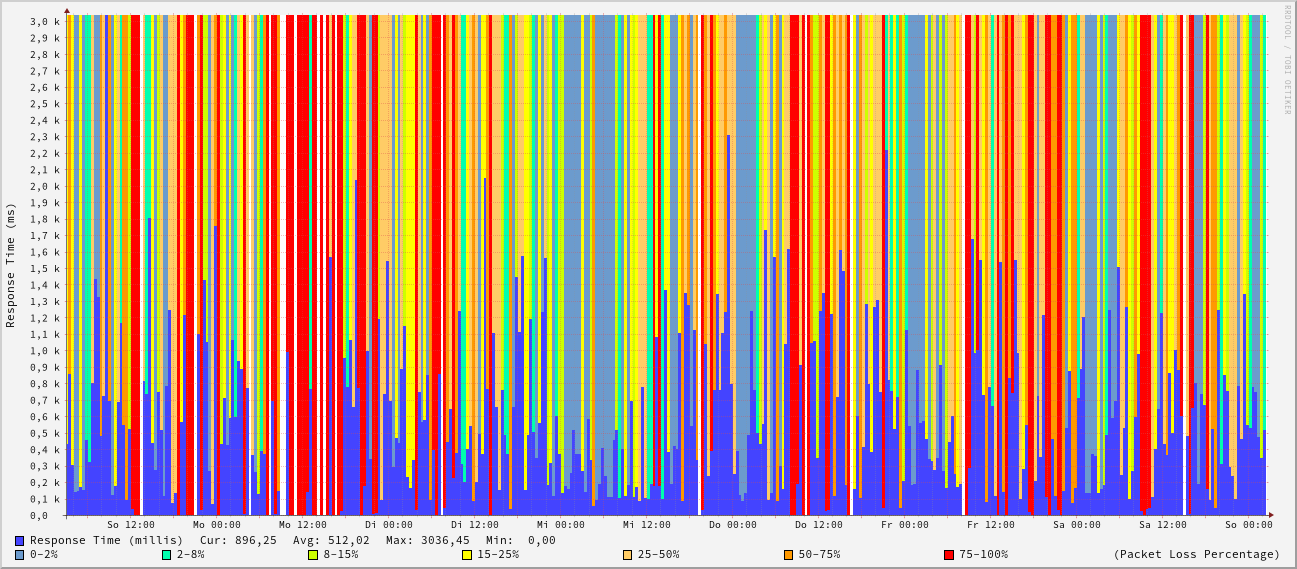 3,0 k
2,9 k
2,8 k
2,7 k
2,6 k
2,5 k
2,4 k
2,3 k
2,2 k
2,1 k
2,0 k
1,9 k
1,8 k
1,7 k
1,6 k
1,5 k
1,4 k
1,3 k
1,2 k
1,1 k
1,0 k
0,9 k
0,8 k
0,7 k
0,6 k
0,5 k
0,4 k
0,3 k
0,2 k
0,1 k
0,0
Response Time (ms)
RRDTOOL / TOBI OETIKER
So 12:00 Mo 00:00 Mo 12:00 Di 00:00 Di 12:00 Mi 00:00 Mi 12:00 Do 00:00 Do 12:00 Fr 00:00 Fr 12:00 Sa 00:00 Sa 12:00 So 00:00
Response Time (millis) Cur: 896,25 Avg: 512,02 Max: 3036,45 Min: 0,00
0-2% 2-8% 8-15% 15-25% 25-50% 50-75% 75-100% (Packet Loss Percentage)